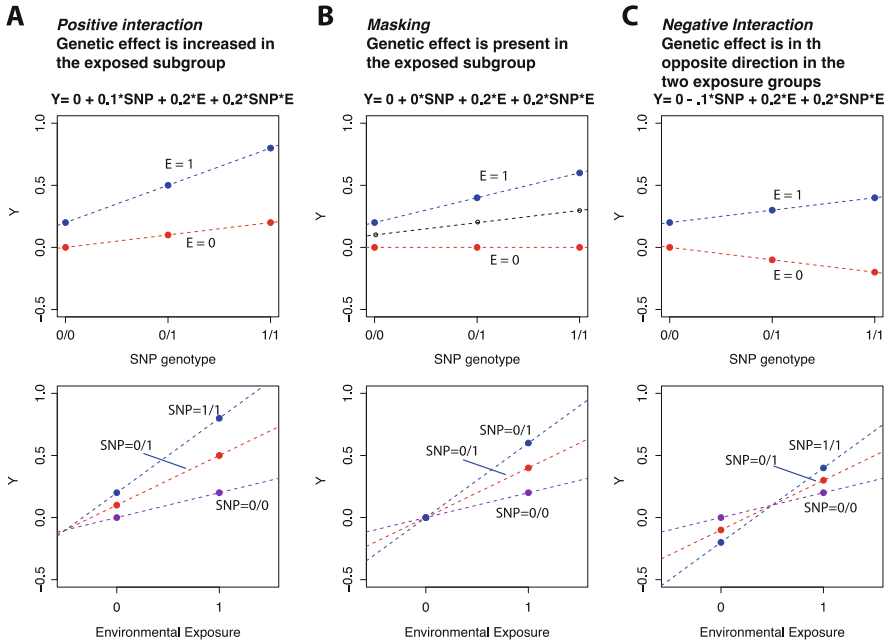 A
Positive interaction
Genetic effect is increased in
the exposed subgroup
Y= 0 + 0.1*SNP + 0.2*E + 0.2*SNP*E
1.0
0.5
0.0
−0.5
Y
E = 1
E = 0
0/0
0/1
1/1
SNP genotype
1.0
0.5
0.0
−0.5
Y
SNP=1/1
SNP=0/1
SNP=0/0
0
1
Environmental Exposure
B
Masking
Genetic effect is present in
the exposed subgroup
Y= 0 + 0*SNP + 0.2*E + 0.2*SNP*E
1.0
0.5
0.0
−0.5
Y
E = 1
E = 0
0/0
0/1
1/1
SNP genotype
1.0
0.5
0.0
−0.5
Y
SNP=0/1
SNP=0/1
SNP=0/0
0
1
Environmental Exposure
C
Negative Interaction
Genetic effect is in th
opposite direction in the
two exposure groups
Y= 0 - .1*SNP + 0.2*E + 0.2*SNP*E
1.0
0.5
0.0
−0.5
Y
E = 1
E = 0
0/0
0/1
1/1
SNP genotype
1.0
0.5
0.0
−0.5
Y
SNP=1/1
SNP=0/1
SNP=0/0
0
1
Environmental Exposure